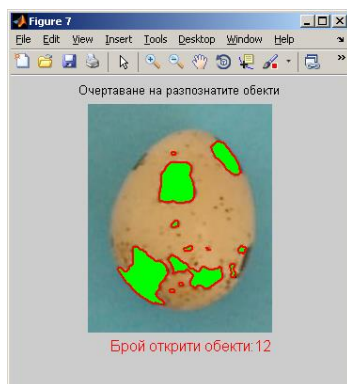 Figure 7
File Edit View Insert Tools Desktop Window Help
Очертаване на разпознатите обекти
Брой открити обекти: 12